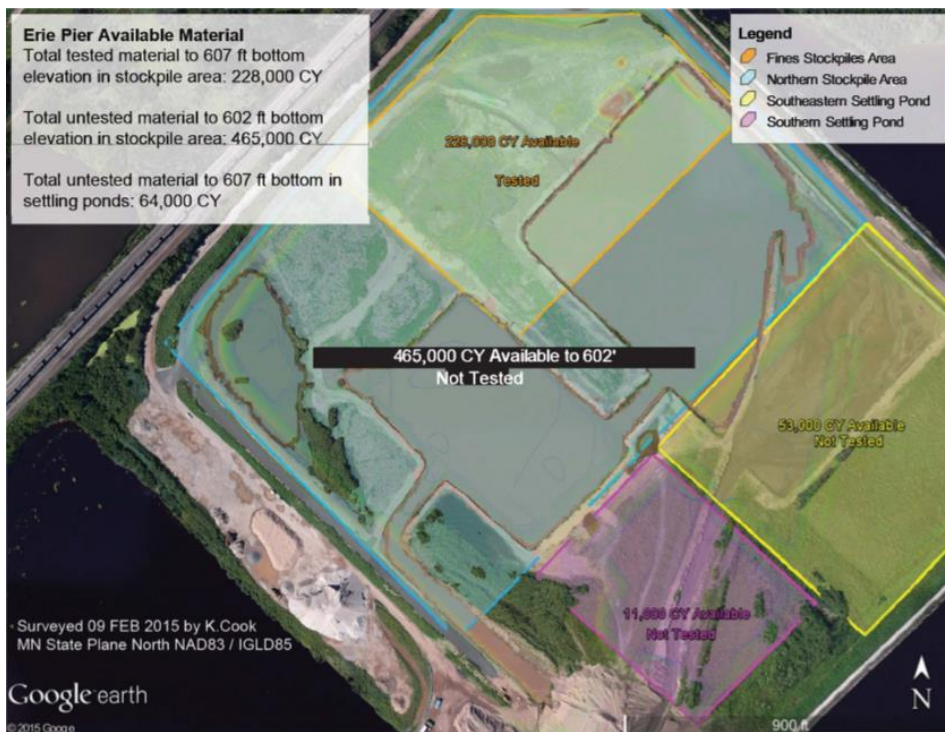 Erie Pier Available Material
Total tested material to 607 ft bottom
elevation in stockpile area: 228,000 CY
Total untested material to 602 ft bottom
elevation in stockpile area: 465,000 CY
Total untested material to 607 ft bottom in
settling ponds: 64,000 CY
Legend
Fines Stockpiles Area
Northern Stockpile Area
Southeastern Settling Pond
Southern Settling Pond
228,000 CY Available
Tested
465,000 CY Available to 602'
Not Tested
53,000 CY Available
Not Tested
11,000 CY Available
Not Tested
Surveyed 09 FEB 2015 by K.Cook
MN State Plane North NAD83 / IGLD85
Google earth
© 2015 Google
900 ft
N